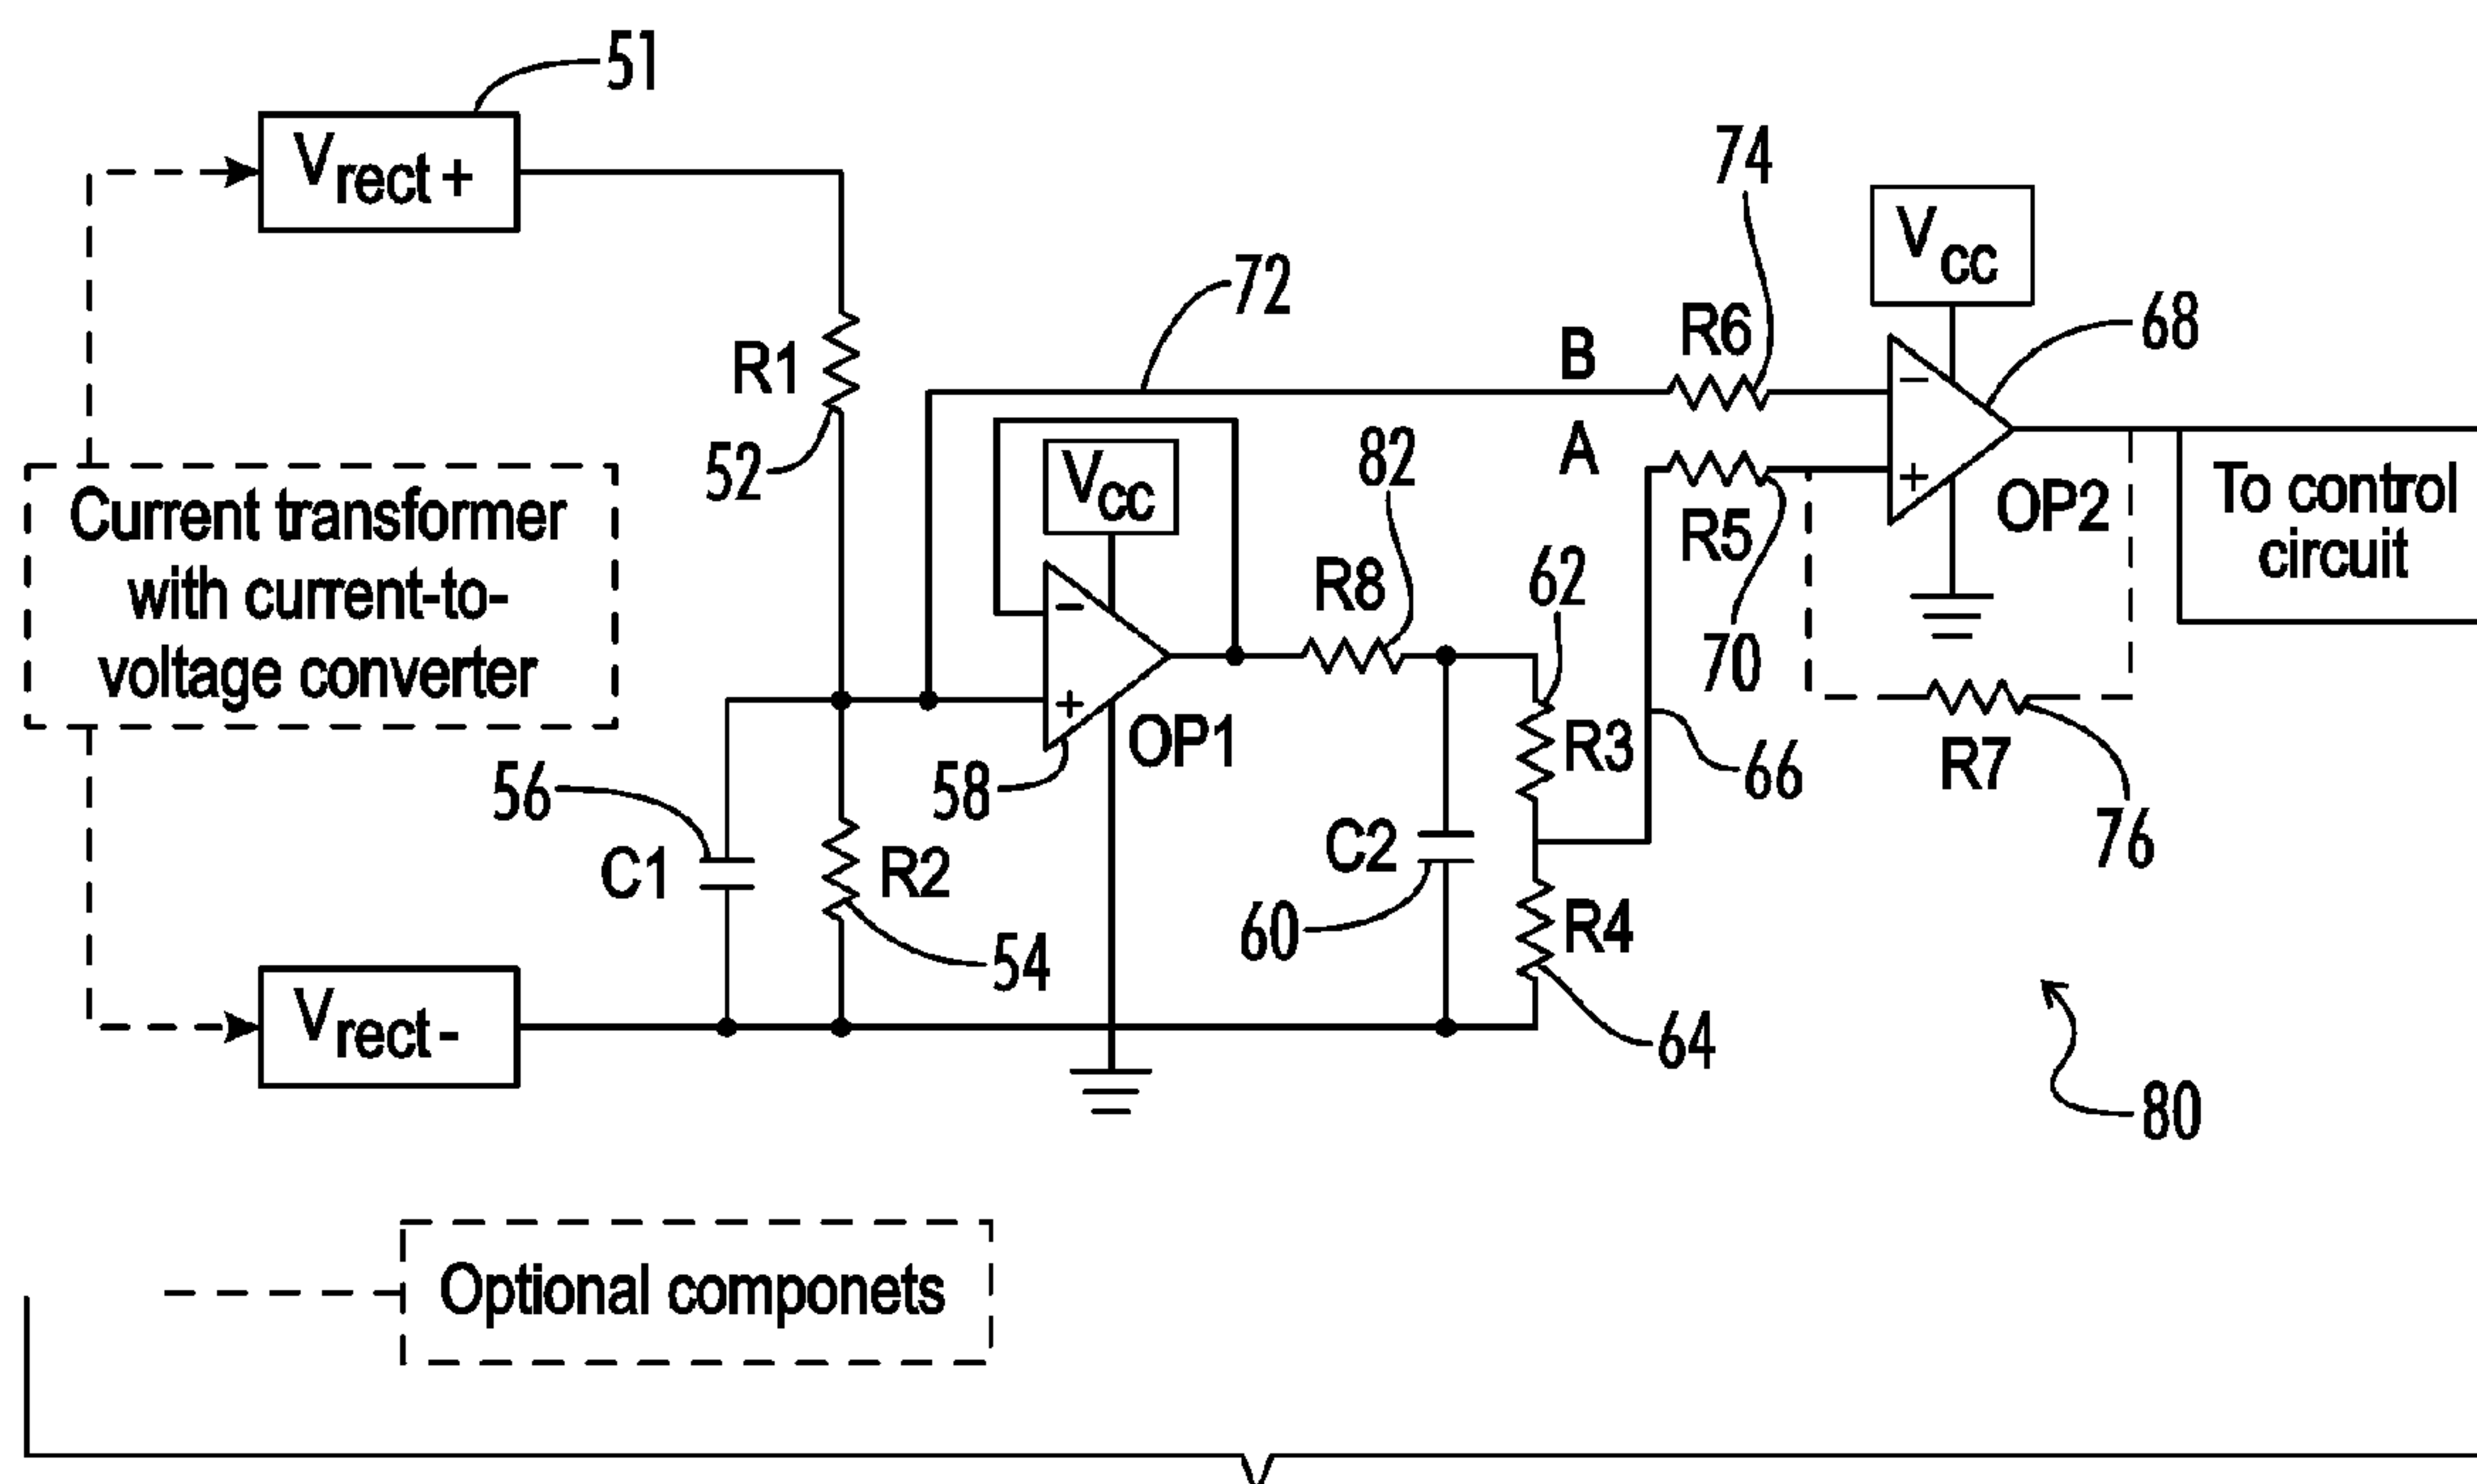 51
Vrect +
74
Vcc
72
68
R6
B
R1
82
A
52
Vcc
OP2
To control
circuit
Current transformer
with current-to-
voltage converter
R5
62
R8
70
−
−
+
+
OP1
R3
66
R7
56
58
C1
R2
C2
76
60
R4
54
Vrect -
64
80
Optional componets